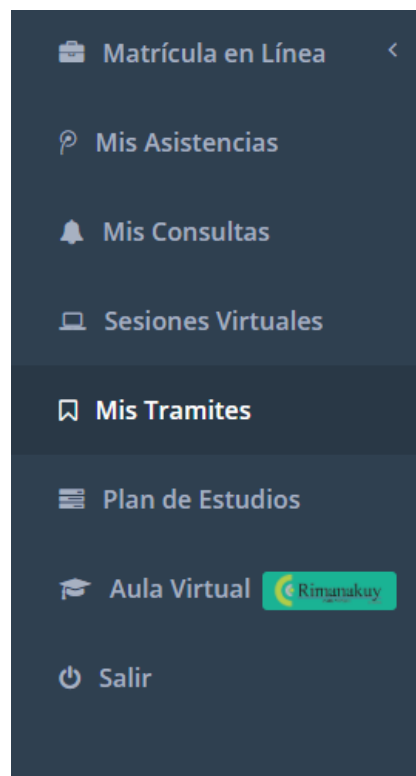 Matrícula en Línea
Mis Asistencias
Mis Consultas
Sesiones Virtuales
Mis Tramites
Plan de Estudios
Aula Virtual Rimanakuy
Salir